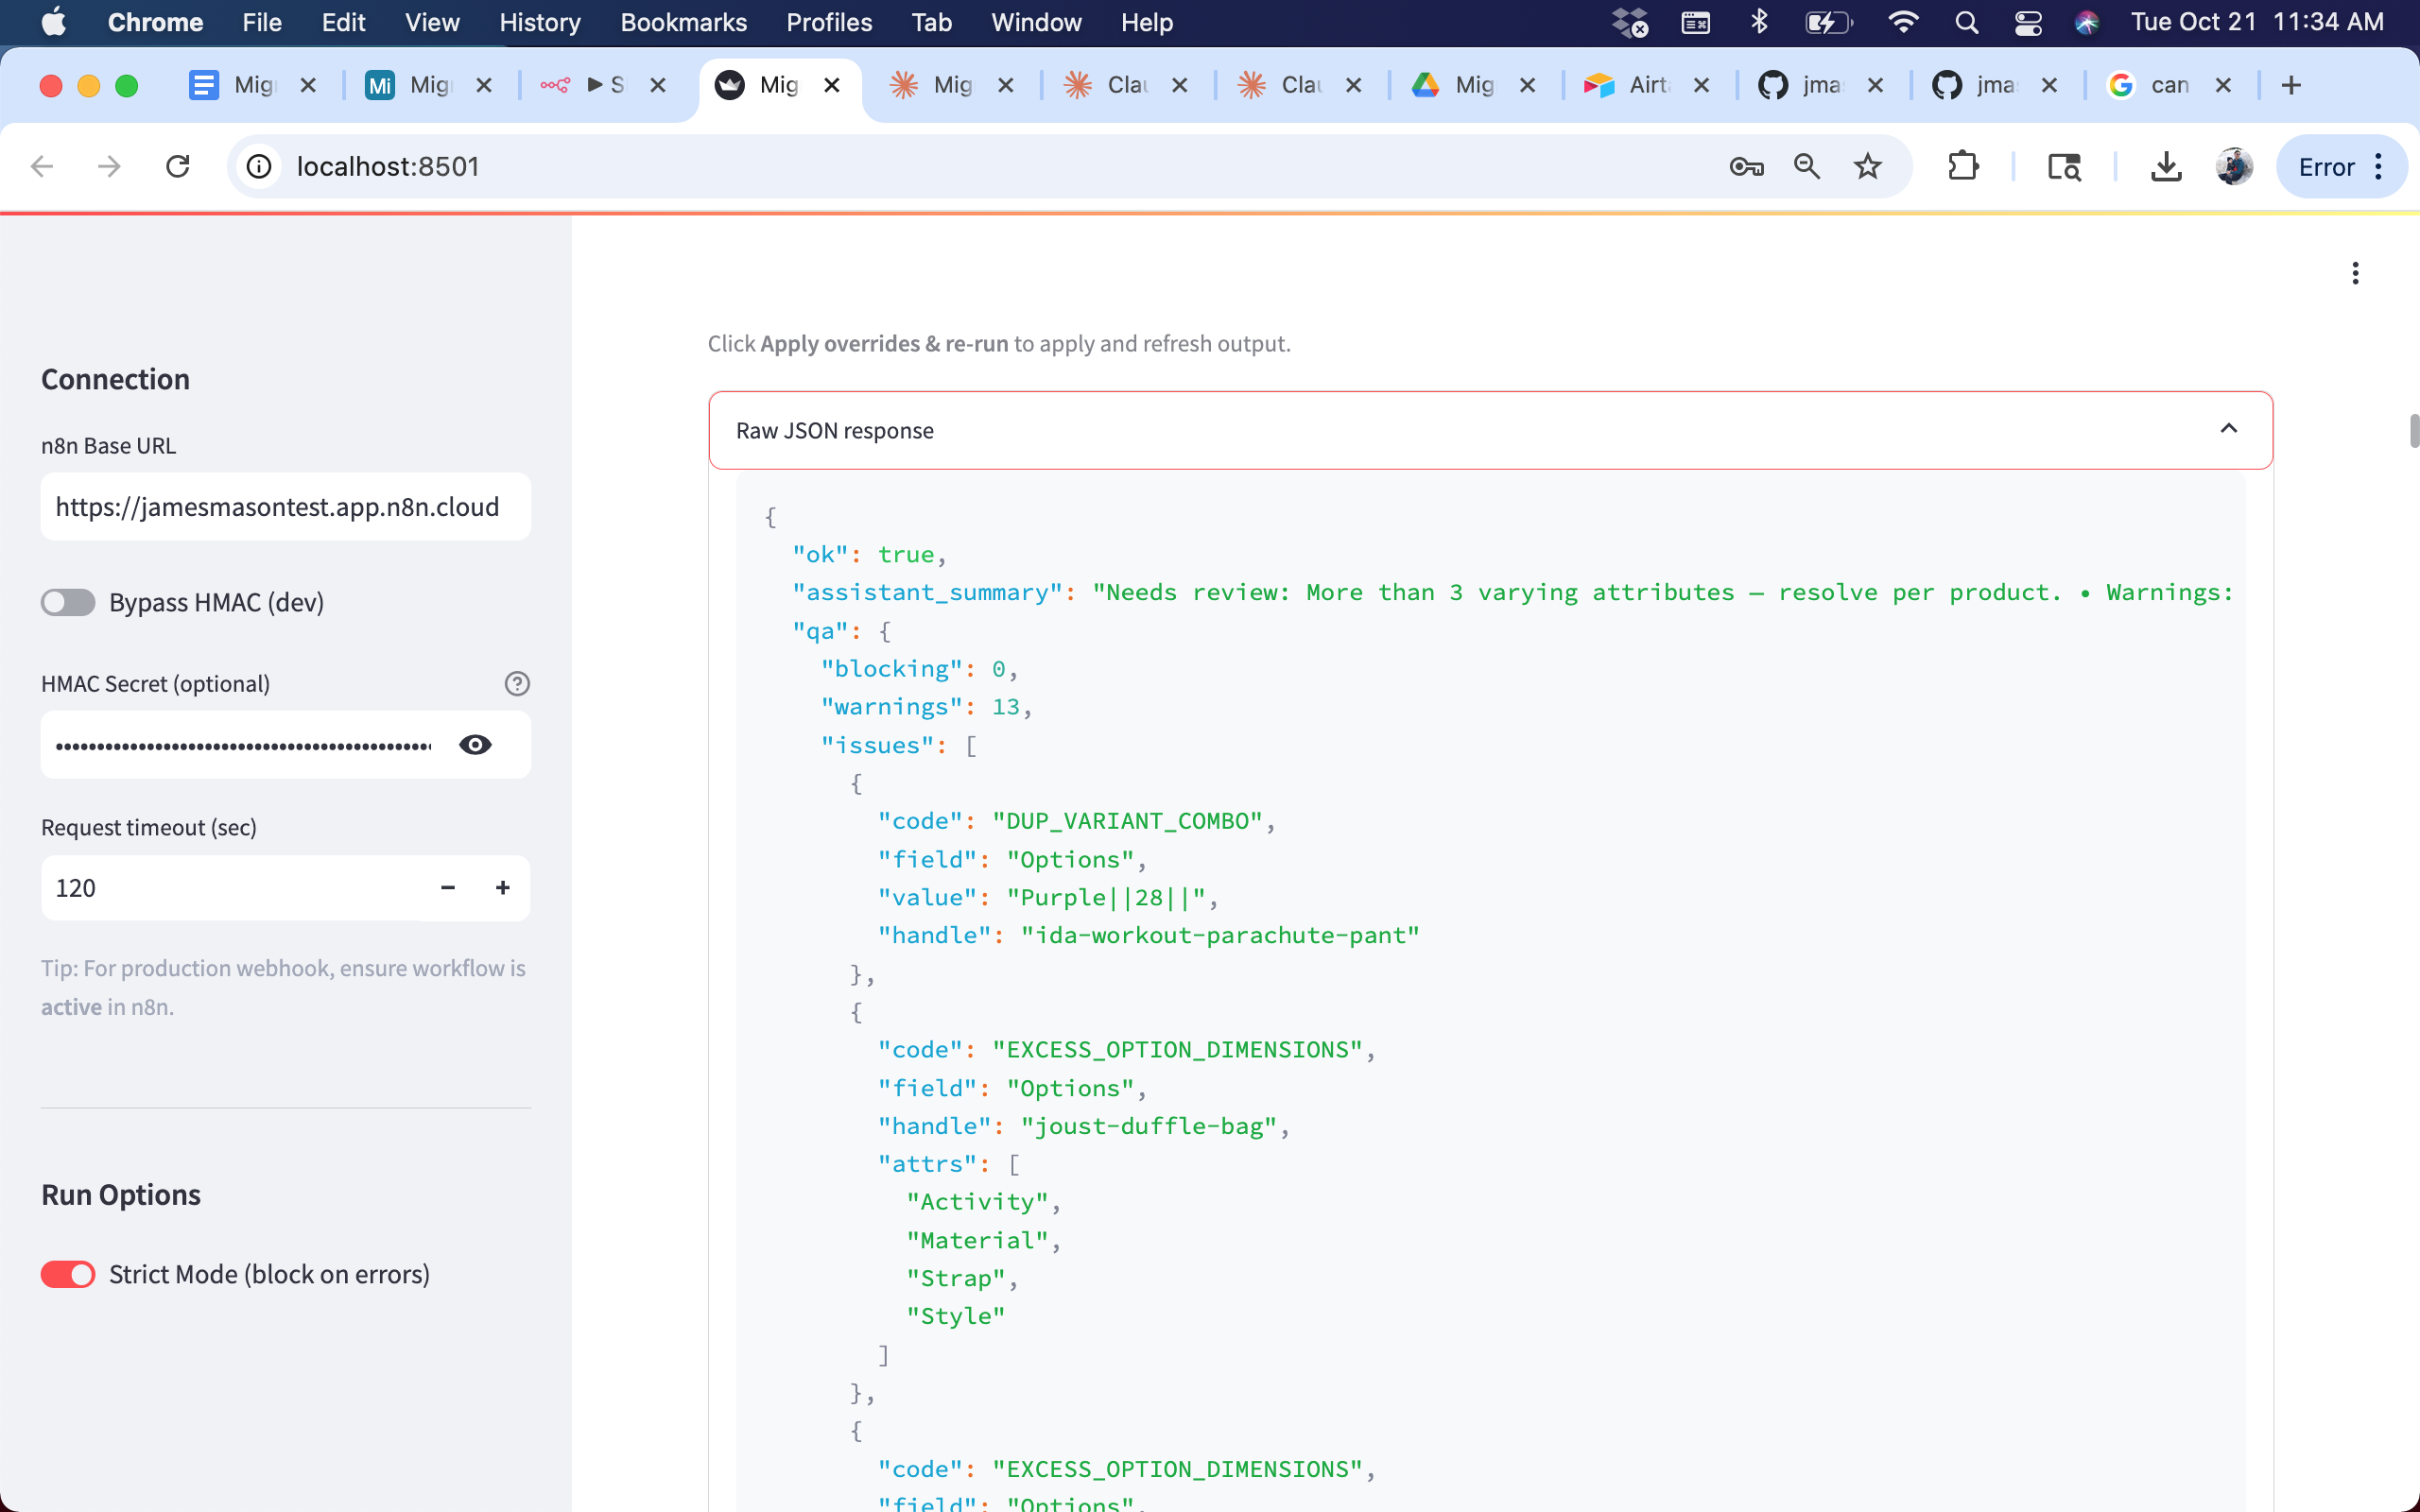 Chrome File Edit View History Bookmarks Profiles Tab Window Help Tue Oct 21 11:34 AM
Mig Mi Mig S Mig Mig Clau Clau Mig Airta jmas jmas can
localhost:8501 Error
Connection
n8n Base URL
https://jamesmasontest.app.n8n.cloud
Bypass HMAC (dev)
HMAC Secret (optional)
Request timeout (sec)
120
Tip: For production webhook, ensure workflow is
active in n8n.
Run Options
Strict Mode (block on errors)
Click Apply overrides & re-run to apply and refresh output.
Raw JSON response
{
"ok": true,
"assistant_summary": "Needs review: More than 3 varying attributes — resolve per product. • Warnings:
"qa": {
"blocking": 0,
"warnings": 13,
"issues": [
{
"code": "DUP_VARIANT_COMBO",
"field": "Options",
"value": "Purple||28||",
"handle": "ida-workout-parachute-pant"
},
{
"code": "EXCESS_OPTION_DIMENSIONS",
"field": "Options",
"handle": "joust-duffle-bag",
"attrs": [
"Activity",
"Material",
"Strap",
"Style"
]
},
{
"code": "EXCESS_OPTION_DIMENSIONS",
"field": "Options",